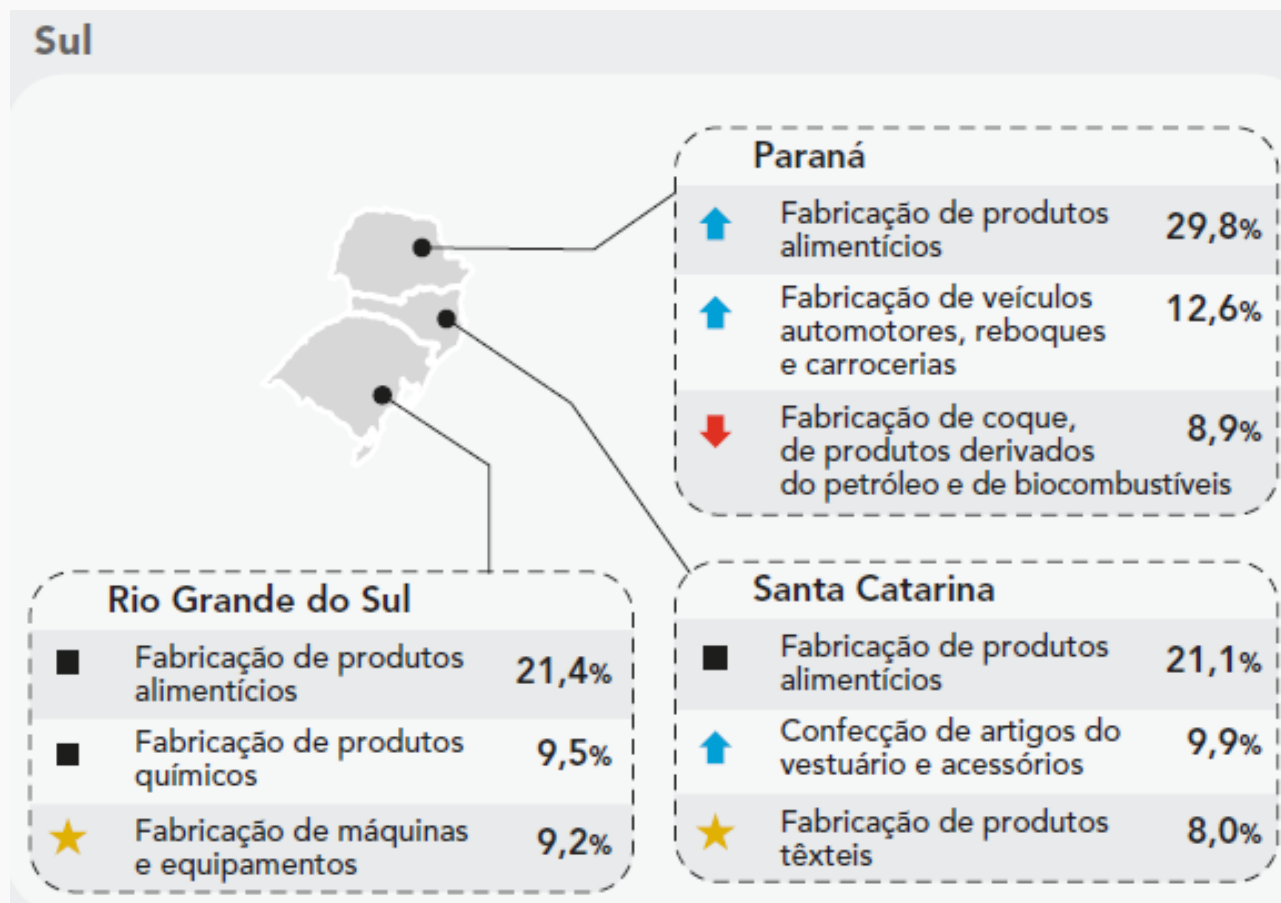 Sul
Paraná
Fabricação de produtos
alimentícios
29,8%
Fabricação de veículos
automotores, reboques
e carrocerias
12,6%
Fabricação de coque,
de produtos derivados
do petróleo e de biocombustíveis
8,9%
Rio Grande do Sul
Fabricação de produtos
alimentícios
21,4%
Fabricação de produtos
químicos
9,5%
Fabricação de máquinas
e equipamentos
9,2%
Santa Catarina
Fabricação de produtos
alimentícios
21,1%
Confecção de artigos do
vestuário e acessórios
9,9%
Fabricação de produtos
têxteis
8,0%